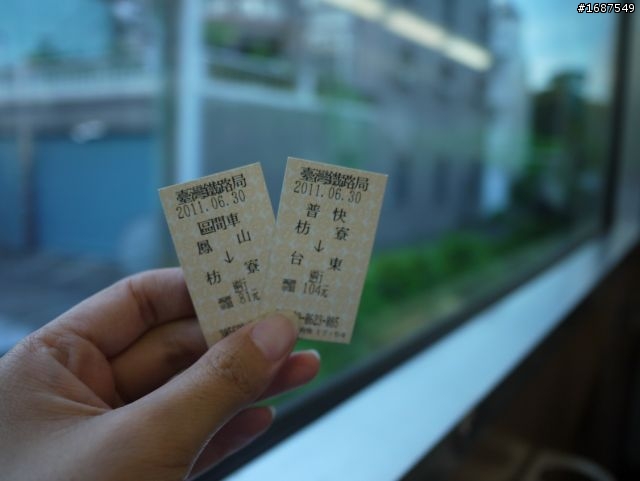 #1687549
臺灣鐵路局
2011.06.30
區間車
鳳山
↓
枋寮
81元
臺灣鐵路局
2011.06.30
普快
枋寮
↓
台東
104元